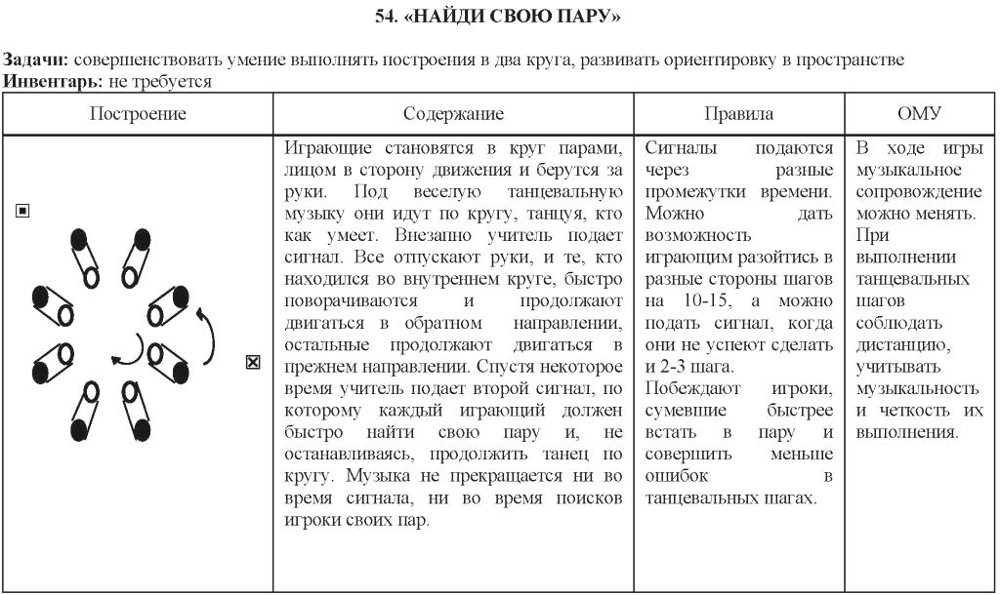 54. «НАЙДИ СВОЮ ПАРУ»
Задачи: совершенствовать умение выполнять построения в два круга, развивать ориентировку в пространстве
Инвентарь: не требуется
Построение
Содержание
Правила
ОМУ
Играющие становятся в круг парами,
лицом в сторону движения и берутся за
руки. Под веселую танцевальную
музыку они идут по кругу, танцуя, кто
как умеет. Внезапно учитель подает
сигнал. Все отпускают руки, и те, кто
находился во внутреннем круге, быстро
поворачиваются и продолжают
двигаться в обратном направлении,
остальные продолжают двигаться в
прежнем направлении. Спустя некоторое
время учитель подает второй сигнал, по
которому каждый играющий должен
быстро найти свою пару и, не
останавливаясь, продолжить танец по
кругу. Музыка не прекращается ни во
время сигнала, ни во время поисков
игроки своих пар.
Сигналы подаются
через разные
промежутки времени.
Можно дать
возможность
играющим разойтись в
разные стороны шагов
на 10-15, а можно
подать сигнал, когда
они не успеют сделать
и 2-3 шага.
Побеждают игроки,
сумевшие быстрее
встать в пару и
совершить меньше
ошибок в
танцевальных шагах.
В ходе игры
музыкальное
сопровождение
можно менять.
При
выполнении
танцевальных
шагов
соблюдать
дистанцию,
учитывать
музыкальность
и четкость их
выполнения.